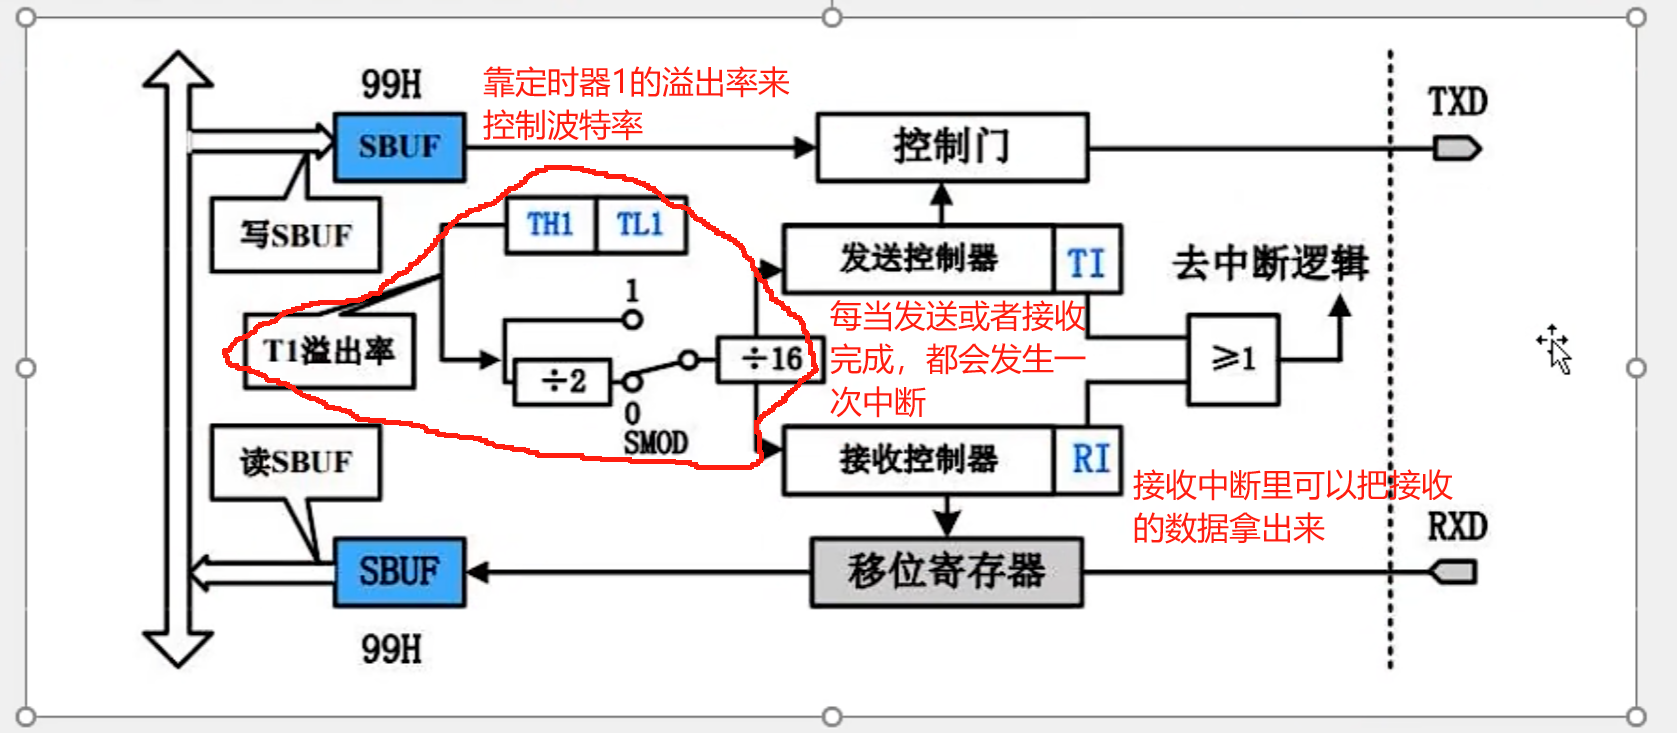 99H
靠定时器1的溢出率来
控制波特率
TXD
SBUF
控制门
写SBUF
TH1
TL1
发送控制器
TI
去中断逻辑
1
每当发送或者接收
完成，都会发生一
次中断
T1溢出率
÷2
÷16
≥1
0
SMOD
读SBUF
接收控制器
RI
接收中断里可以把接收
的数据拿出来
RXD
SBUF
移位寄存器
99H